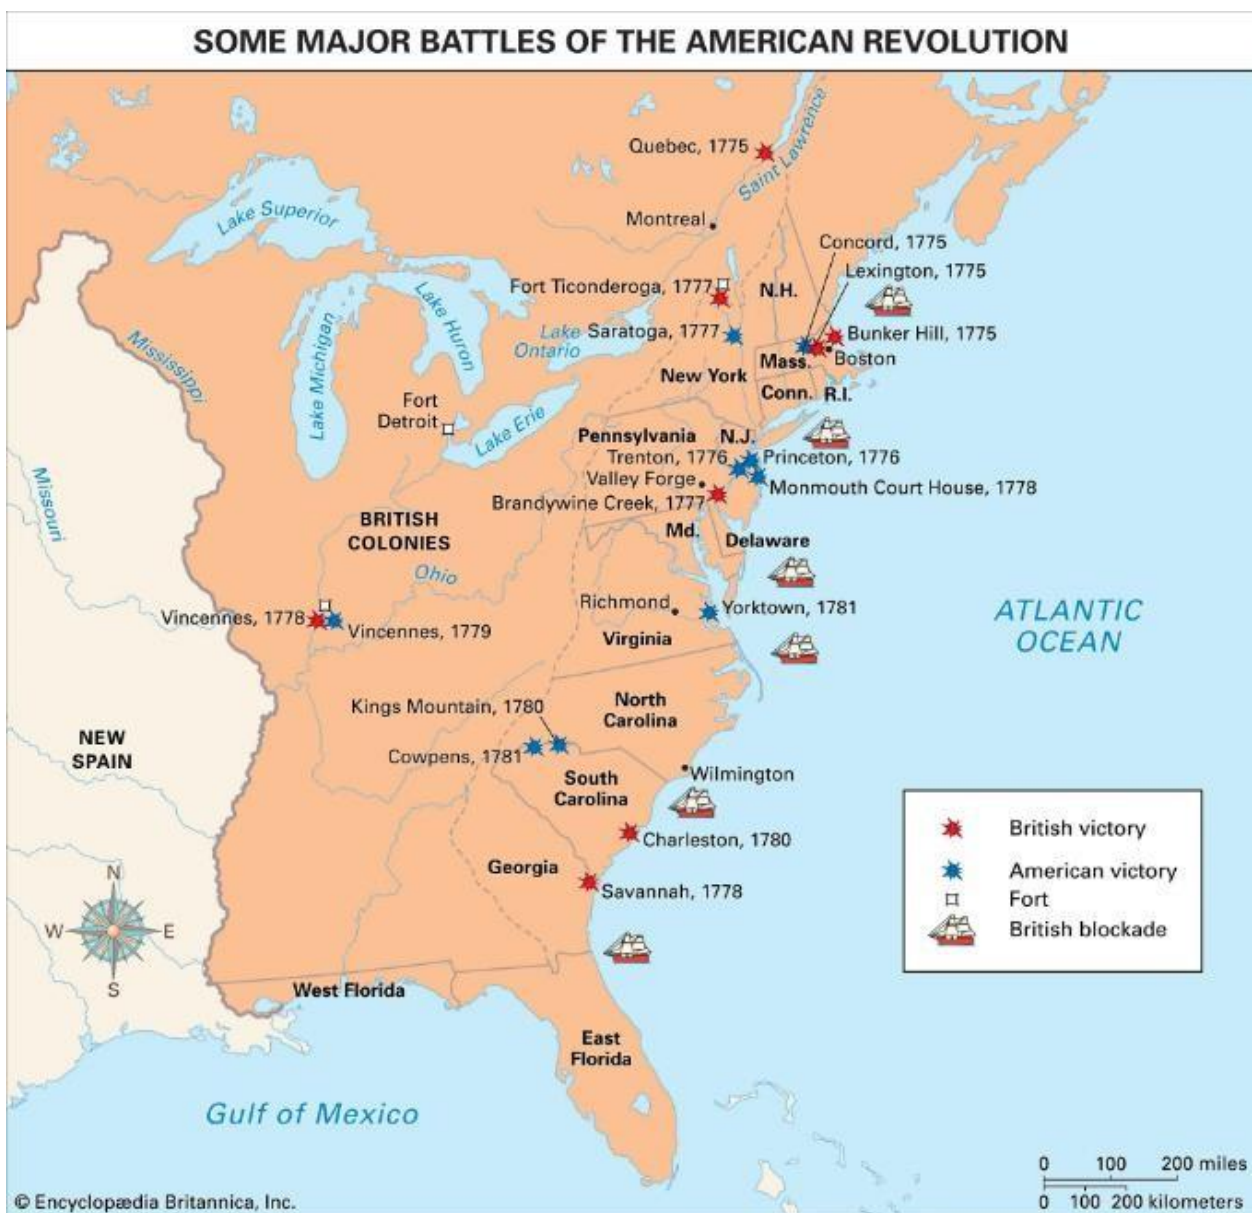 SOME MAJOR BATTLES OF THE AMERICAN REVOLUTION
Quebec, 1775
Saint Lawrence
Lake Superior
Montreal
Concord, 1775
Lexington, 1775
Fort Ticonderoga, 1777
N.H.
Lake Huron
Lake Michigan
Mississippi
Lake
Ontario
Saratoga, 1777
Bunker Hill, 1775
Boston
Mass.
New York
Conn.
R.I.
Fort
Detroit
Lake Erie
Pennsylvania
N.J.
Trenton, 1776
Princeton, 1776
Valley Forge
Monmouth Court House, 1778
Brandywine Creek, 1777
Missouri
BRITISH
COLONIES
Md.
Delaware
Ohio
Richmond
Yorktown, 1781
ATLANTIC
OCEAN
Vincennes, 1778
Vincennes, 1779
Virginia
Kings Mountain, 1780
North
Carolina
NEW
SPAIN
Cowpens, 1781
South
Carolina
Wilmington
Charleston, 1780
Georgia
Savannah, 1778
British victory
American victory
Fort
British blockade
N
W
E
S
West Florida
East
Florida
Gulf of Mexico
0 100 200 miles
0 100 200 kilometers
© Encyclopædia Britannica, Inc.